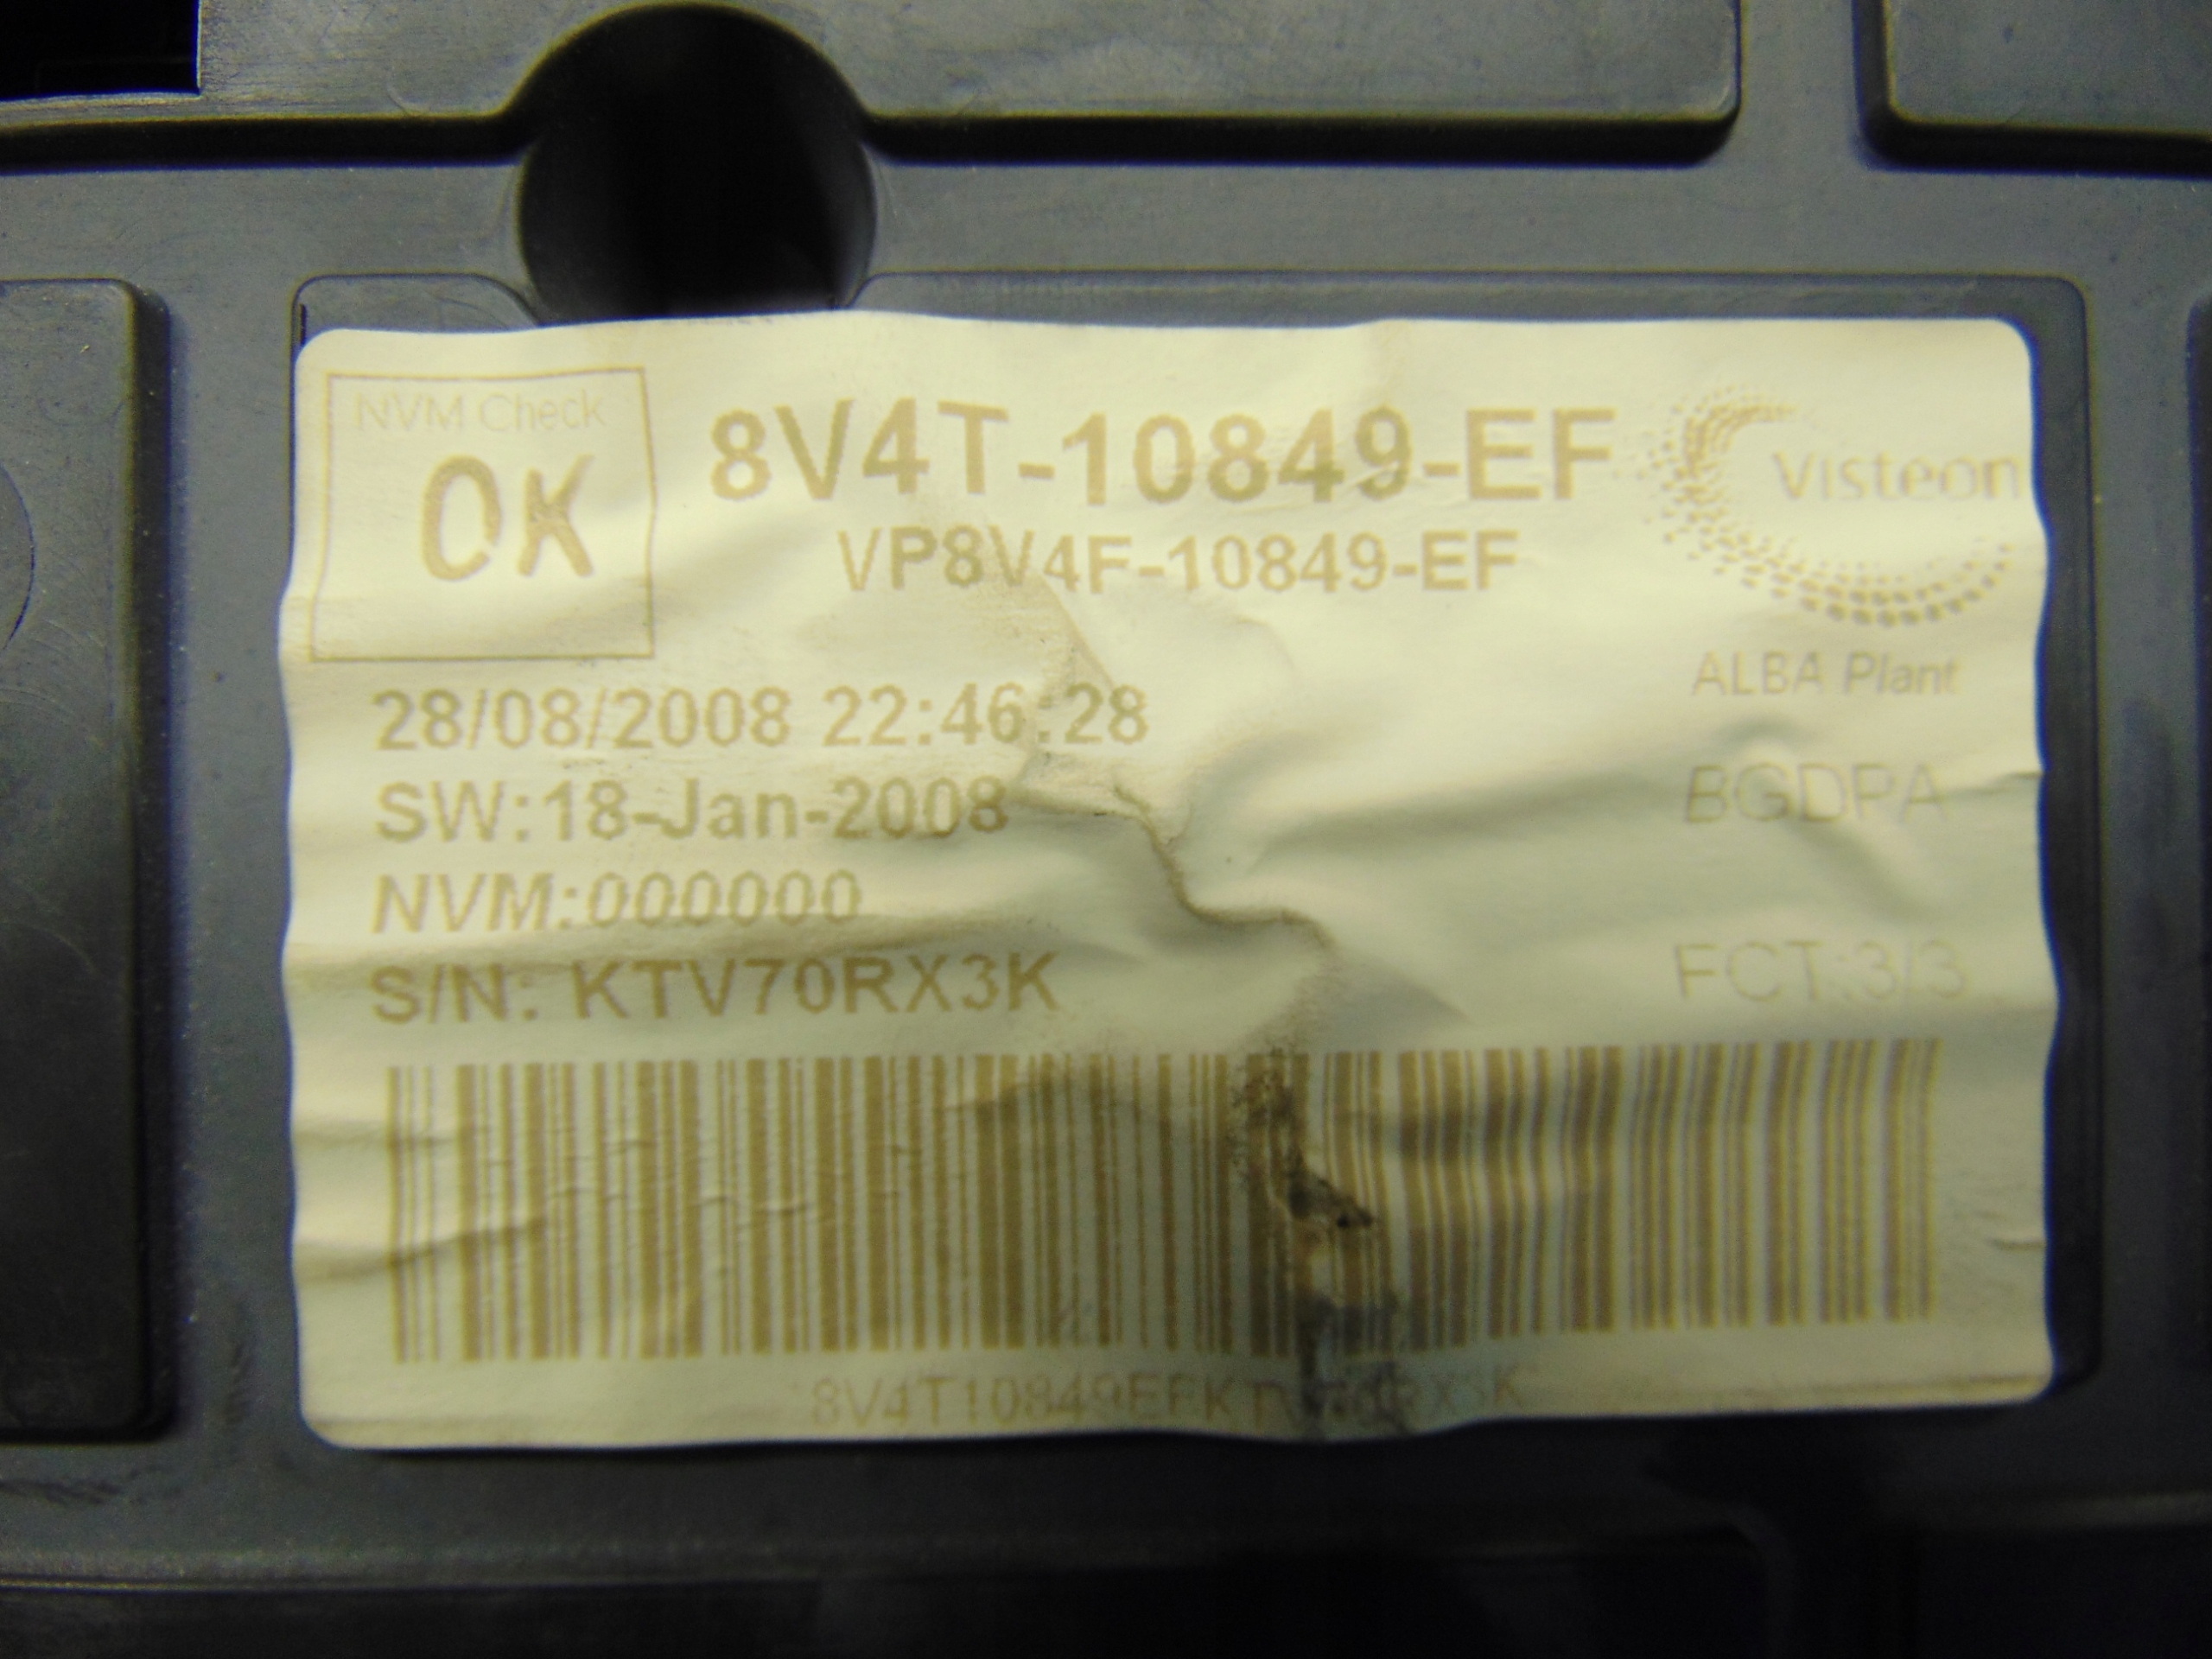 NVM Check
OK
8V4T-10849-EF
VP8V4F-10849-EF
Visteon
ALBA Plant
28/08/2008 22:46:28
SW:18-Jan-2008
BGDPA
NVM:000000
S/N: KTV70RX3K
FCT:3/3
8V4T10849EFKTV70RX3K